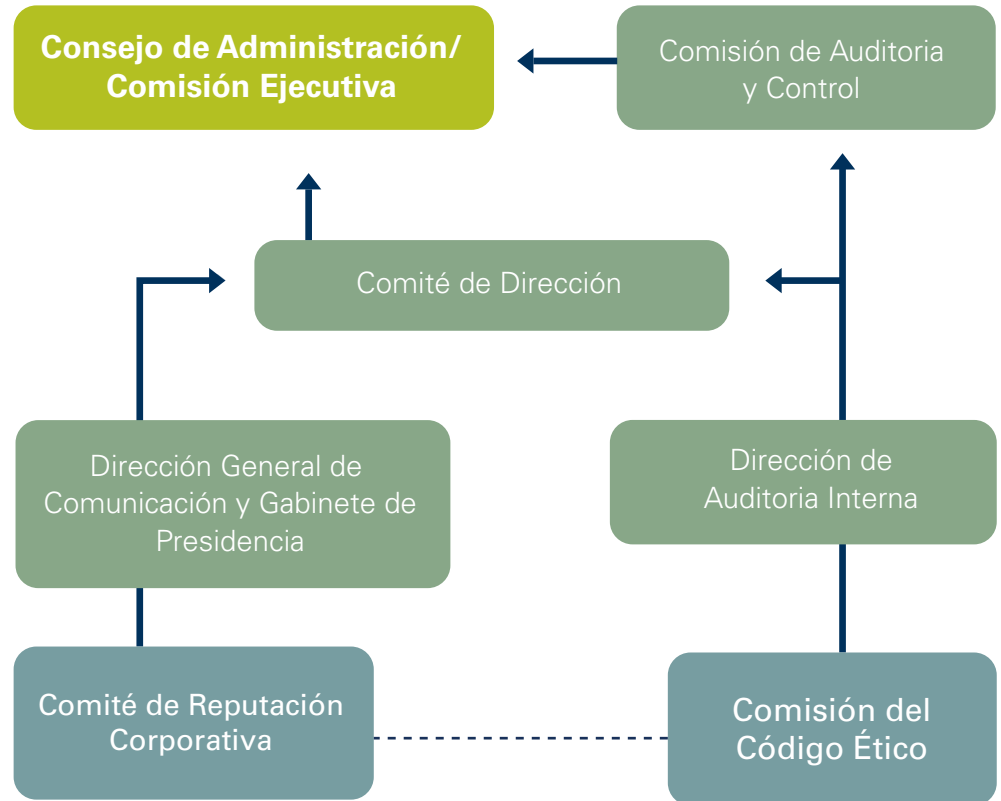 Consejo de Administración/
Comisión Ejecutiva
Comisión de Auditoria
y Control
Comité de Dirección
Dirección General de
Comunicación y Gabinete de
Presidencia
Dirección de
Auditoria Interna
Comité de Reputación
Corporativa
Comisión del
Código Ético